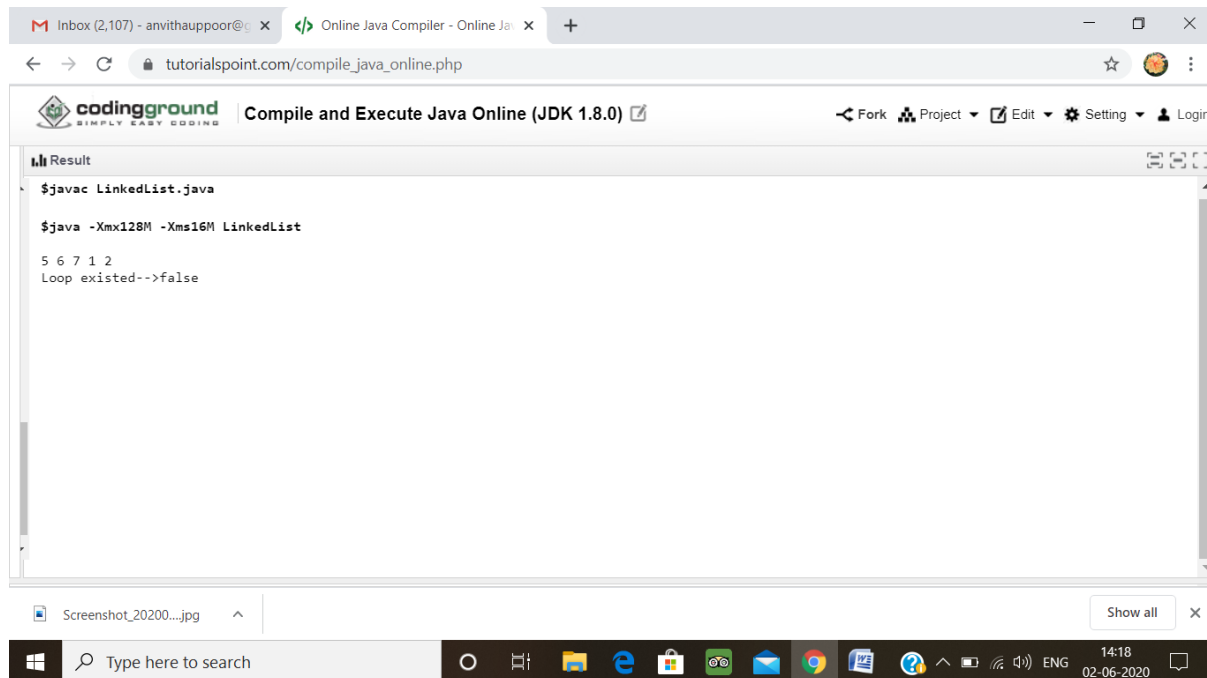 Inbox (2,107) - anvithauppoor@g
Online Java Compiler - Online Jav
tutorialspoint.com/compile_java_online.php
codingground
SIMPLY EASY CODING
Compile and Execute Java Online (JDK 1.8.0)
Fork Project Edit Setting Login
Result
$javac LinkedList.java
$java -Xmx128M -Xms16M LinkedList
5 6 7 1 2
Loop existed-->false
Screenshot_20200....jpg
Show all
Type here to search
ENG
14:18
02-06-2020